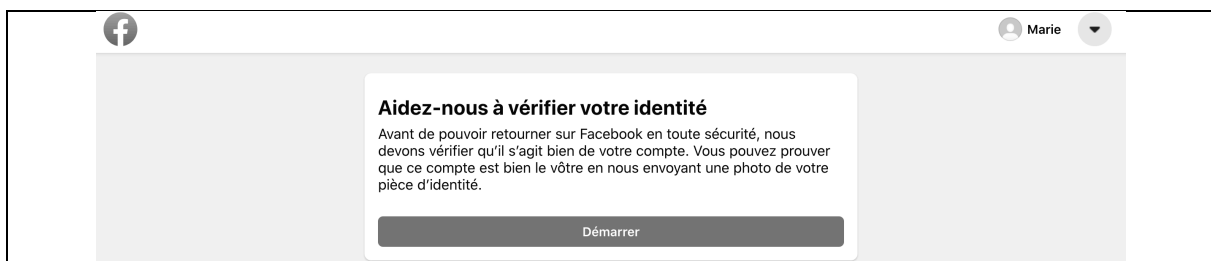 Marie
Aidez-nous à vérifier votre identité
Avant de pouvoir retourner sur Facebook en toute sécurité, nous
devons vérifier qu’il s’agit bien de votre compte. Vous pouvez prouver
que ce compte est bien le vôtre en nous envoyant une photo de votre
pièce d’identité.
Démarrer